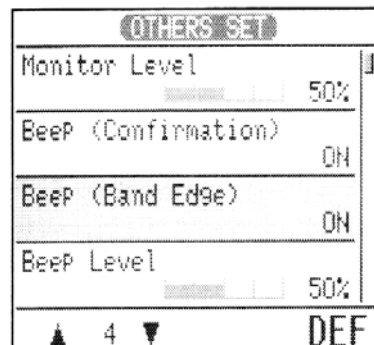 OTHERS SET
Monitor Level
50%
Beep (Confirmation)
ON
Beep (Band Edge)
ON
Beep Level
50%
▲ 4 ▼ DEF